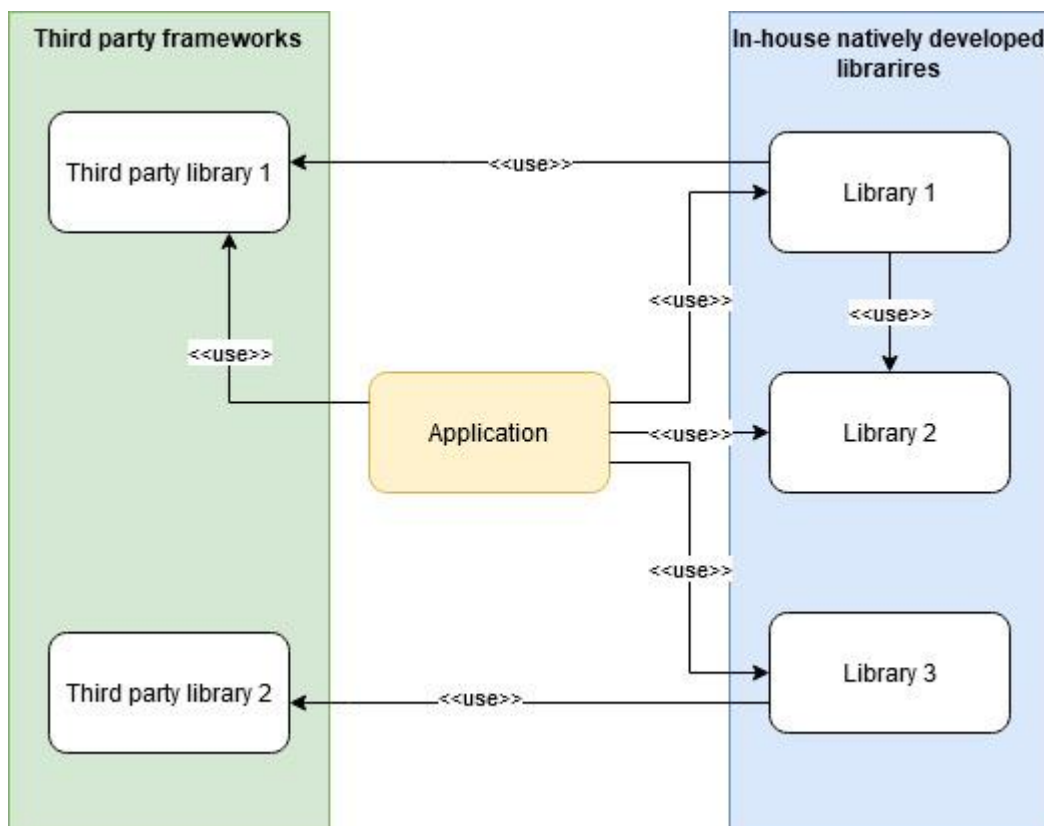 Third party frameworks
In-house natively developed
librarires
Third party library 1
<<use>>
Library 1
<<use>>
<<use>>
<<use>>
Application
<<use>>
Library 2
<<use>>
Third party library 2
<<use>>
Library 3